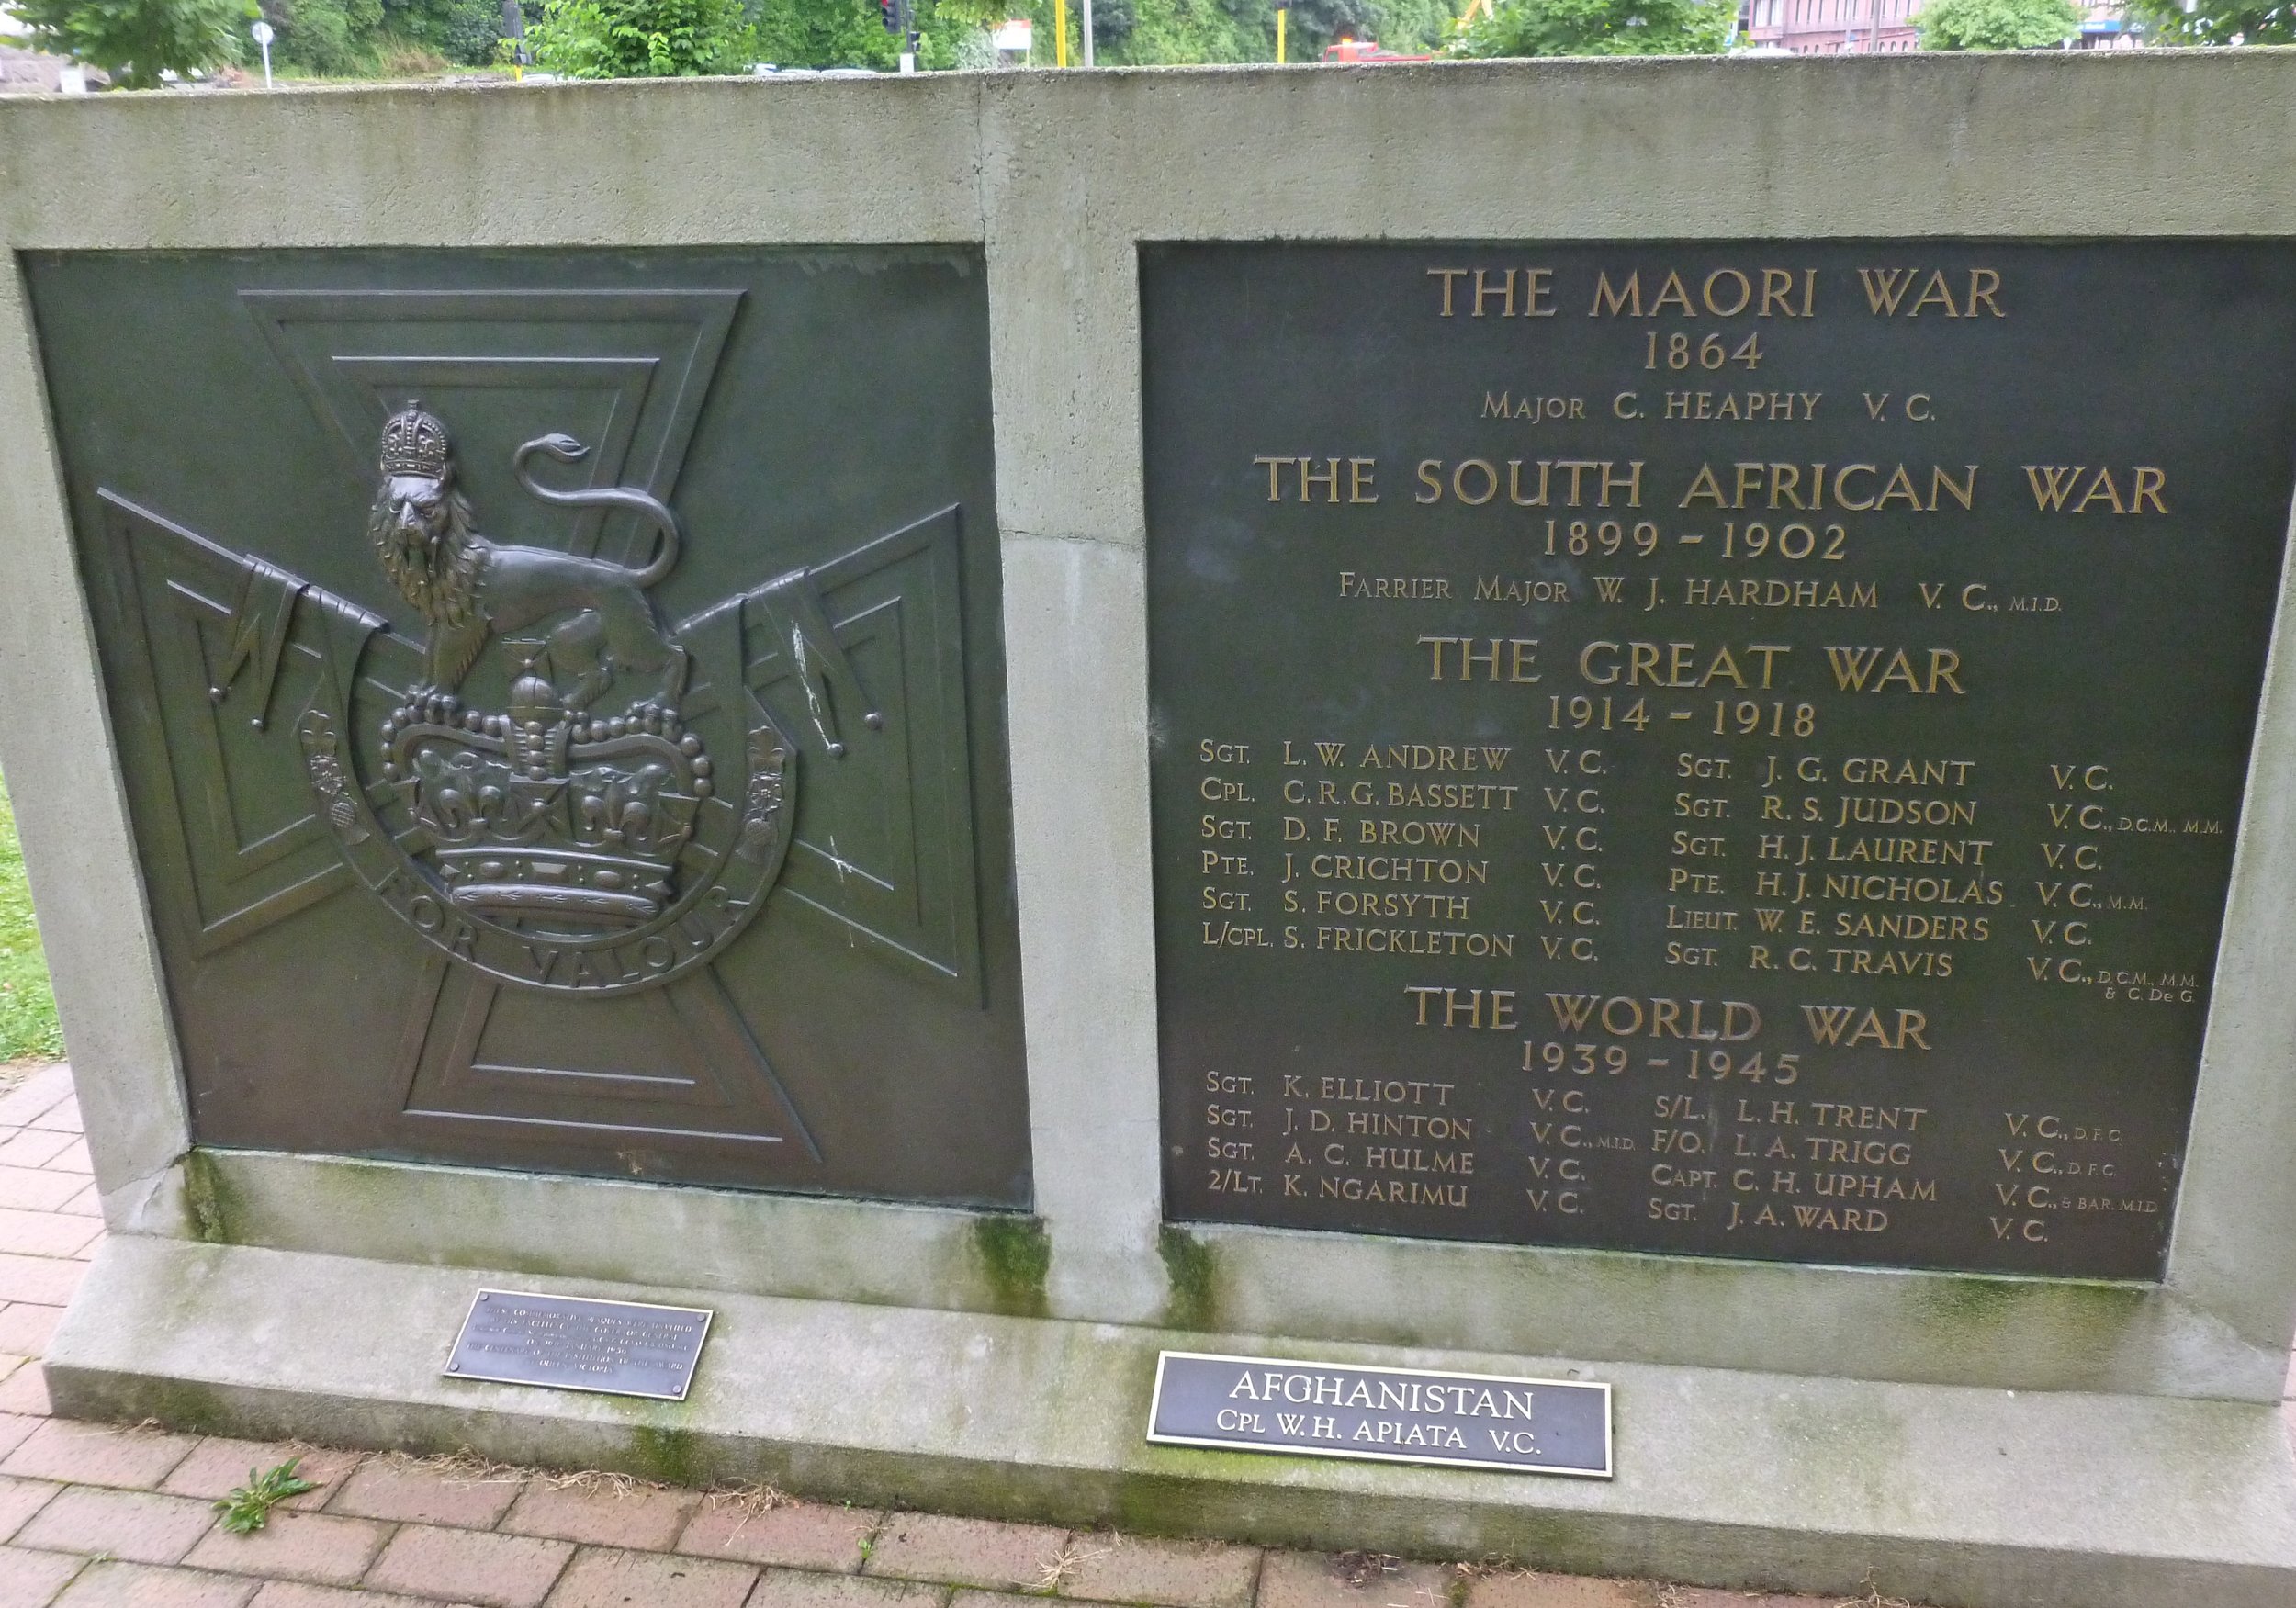 FOR VALOUR
THE MAORI WAR
1864
MAJOR C. HEAPHY V. C.
THE SOUTH AFRICAN WAR
1899 - 1902
FARRIER MAJOR W. J. HARDHAM V. C., M.I.D.
THE GREAT WAR
1914 - 1918
SGT. L. W. ANDREW V. C. SGT. J. G. GRANT V. C.
CPL. C. R. G. BASSETT V. C. SGT. R. S. JUDSON V. C., D.C.M., M.M.
SGT. D. F. BROWN V. C. SGT. H. J. LAURENT V. C.
PTE. J. CRICHTON V. C. PTE. H. J. NICHOLAS V. C., M.M.
SGT. S. FORSYTH V. C. LIEUT. W. E. SANDERS V. C.
L/CPL. S. FRICKLETON V. C. SGT. R. C. TRAVIS V. C., D.C.M., M.M.
& C. De G.
THE WORLD WAR
1939 - 1945
SGT. K. ELLIOTT V. C. S/L. L. H. TRENT V. C., D.F.C.
SGT. J. D. HINTON V. C., M.I.D. F/O. L. A. TRIGG V. C., D.F.C.
SGT. A. C. HULME V. C. CAPT. C. H. UPHAM V. C., & BAR. M.I.D.
2/LT. K. NGARIMU V. C. SGT. J. A. WARD V. C.
AFGHANISTAN
CPL W. H. APIATA V.C.